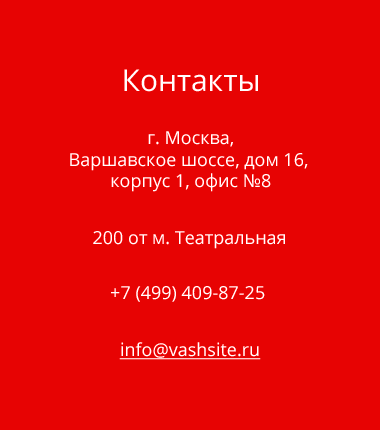 Контакты
г. Москва,
Варшавское шоссе, дом 16,
корпус 1, офис №8
200 от м. Театральная
+7 (499) 409-87-25
info@vashsite.ru